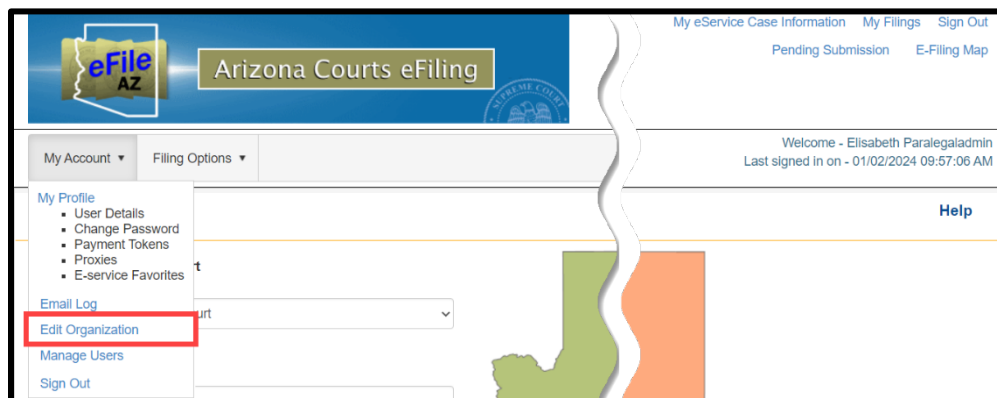 My eService Case Information My Filings Sign Out
Pending Submission E-Filing Map
eFile
AZ
Arizona Courts eFiling
SUPREME COURT
My Account ▾ Filing Options ▾
Welcome - Elisabeth Paralegaladmin
Last signed in on - 01/02/2024 09:57:06 AM
Help
My Profile
▪ User Details
▪ Change Password
▪ Payment Tokens
▪ Proxies
▪ E-service Favorites
rt
Email Log
urt
Edit Organization
Manage Users
Sign Out